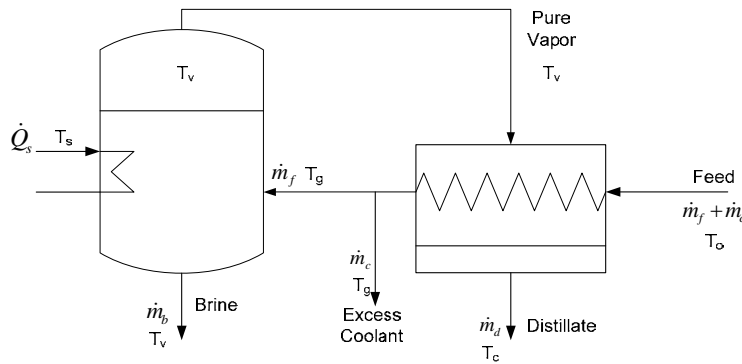 Pure
Vapor
T_v
T_v
Q̇_s T_s
ṁ_f T_g
Feed
ṁ_f + ṁ_c
T_o
ṁ_c
T_g
Excess
Coolant
ṁ_b Brine
T_v
ṁ_d Distillate
T_c